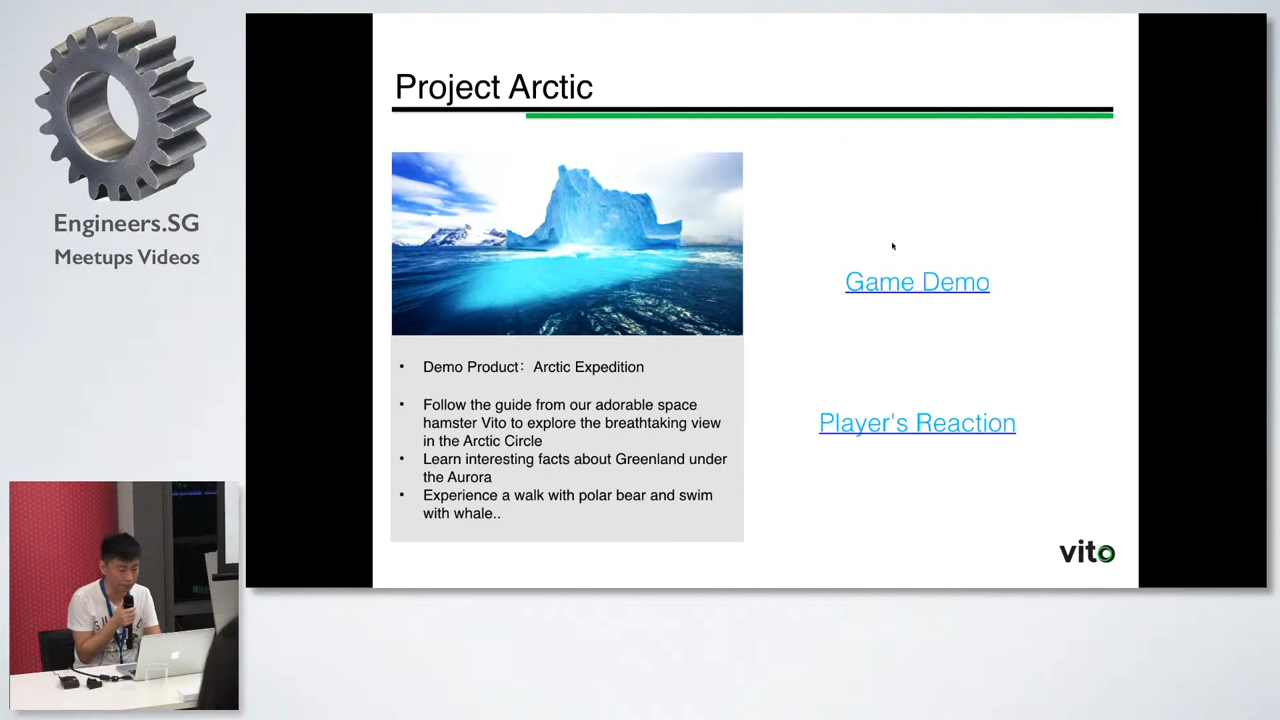 Engineers.SG
Meetups Videos
Project Arctic
• Demo Product： Arctic Expedition
• Follow the guide from our adorable space
hamster Vito to explore the breathtaking view
in the Arctic Circle
• Learn interesting facts about Greenland under
the Aurora
• Experience a walk with polar bear and swim
with whale..
Game Demo
Player's Reaction
vito